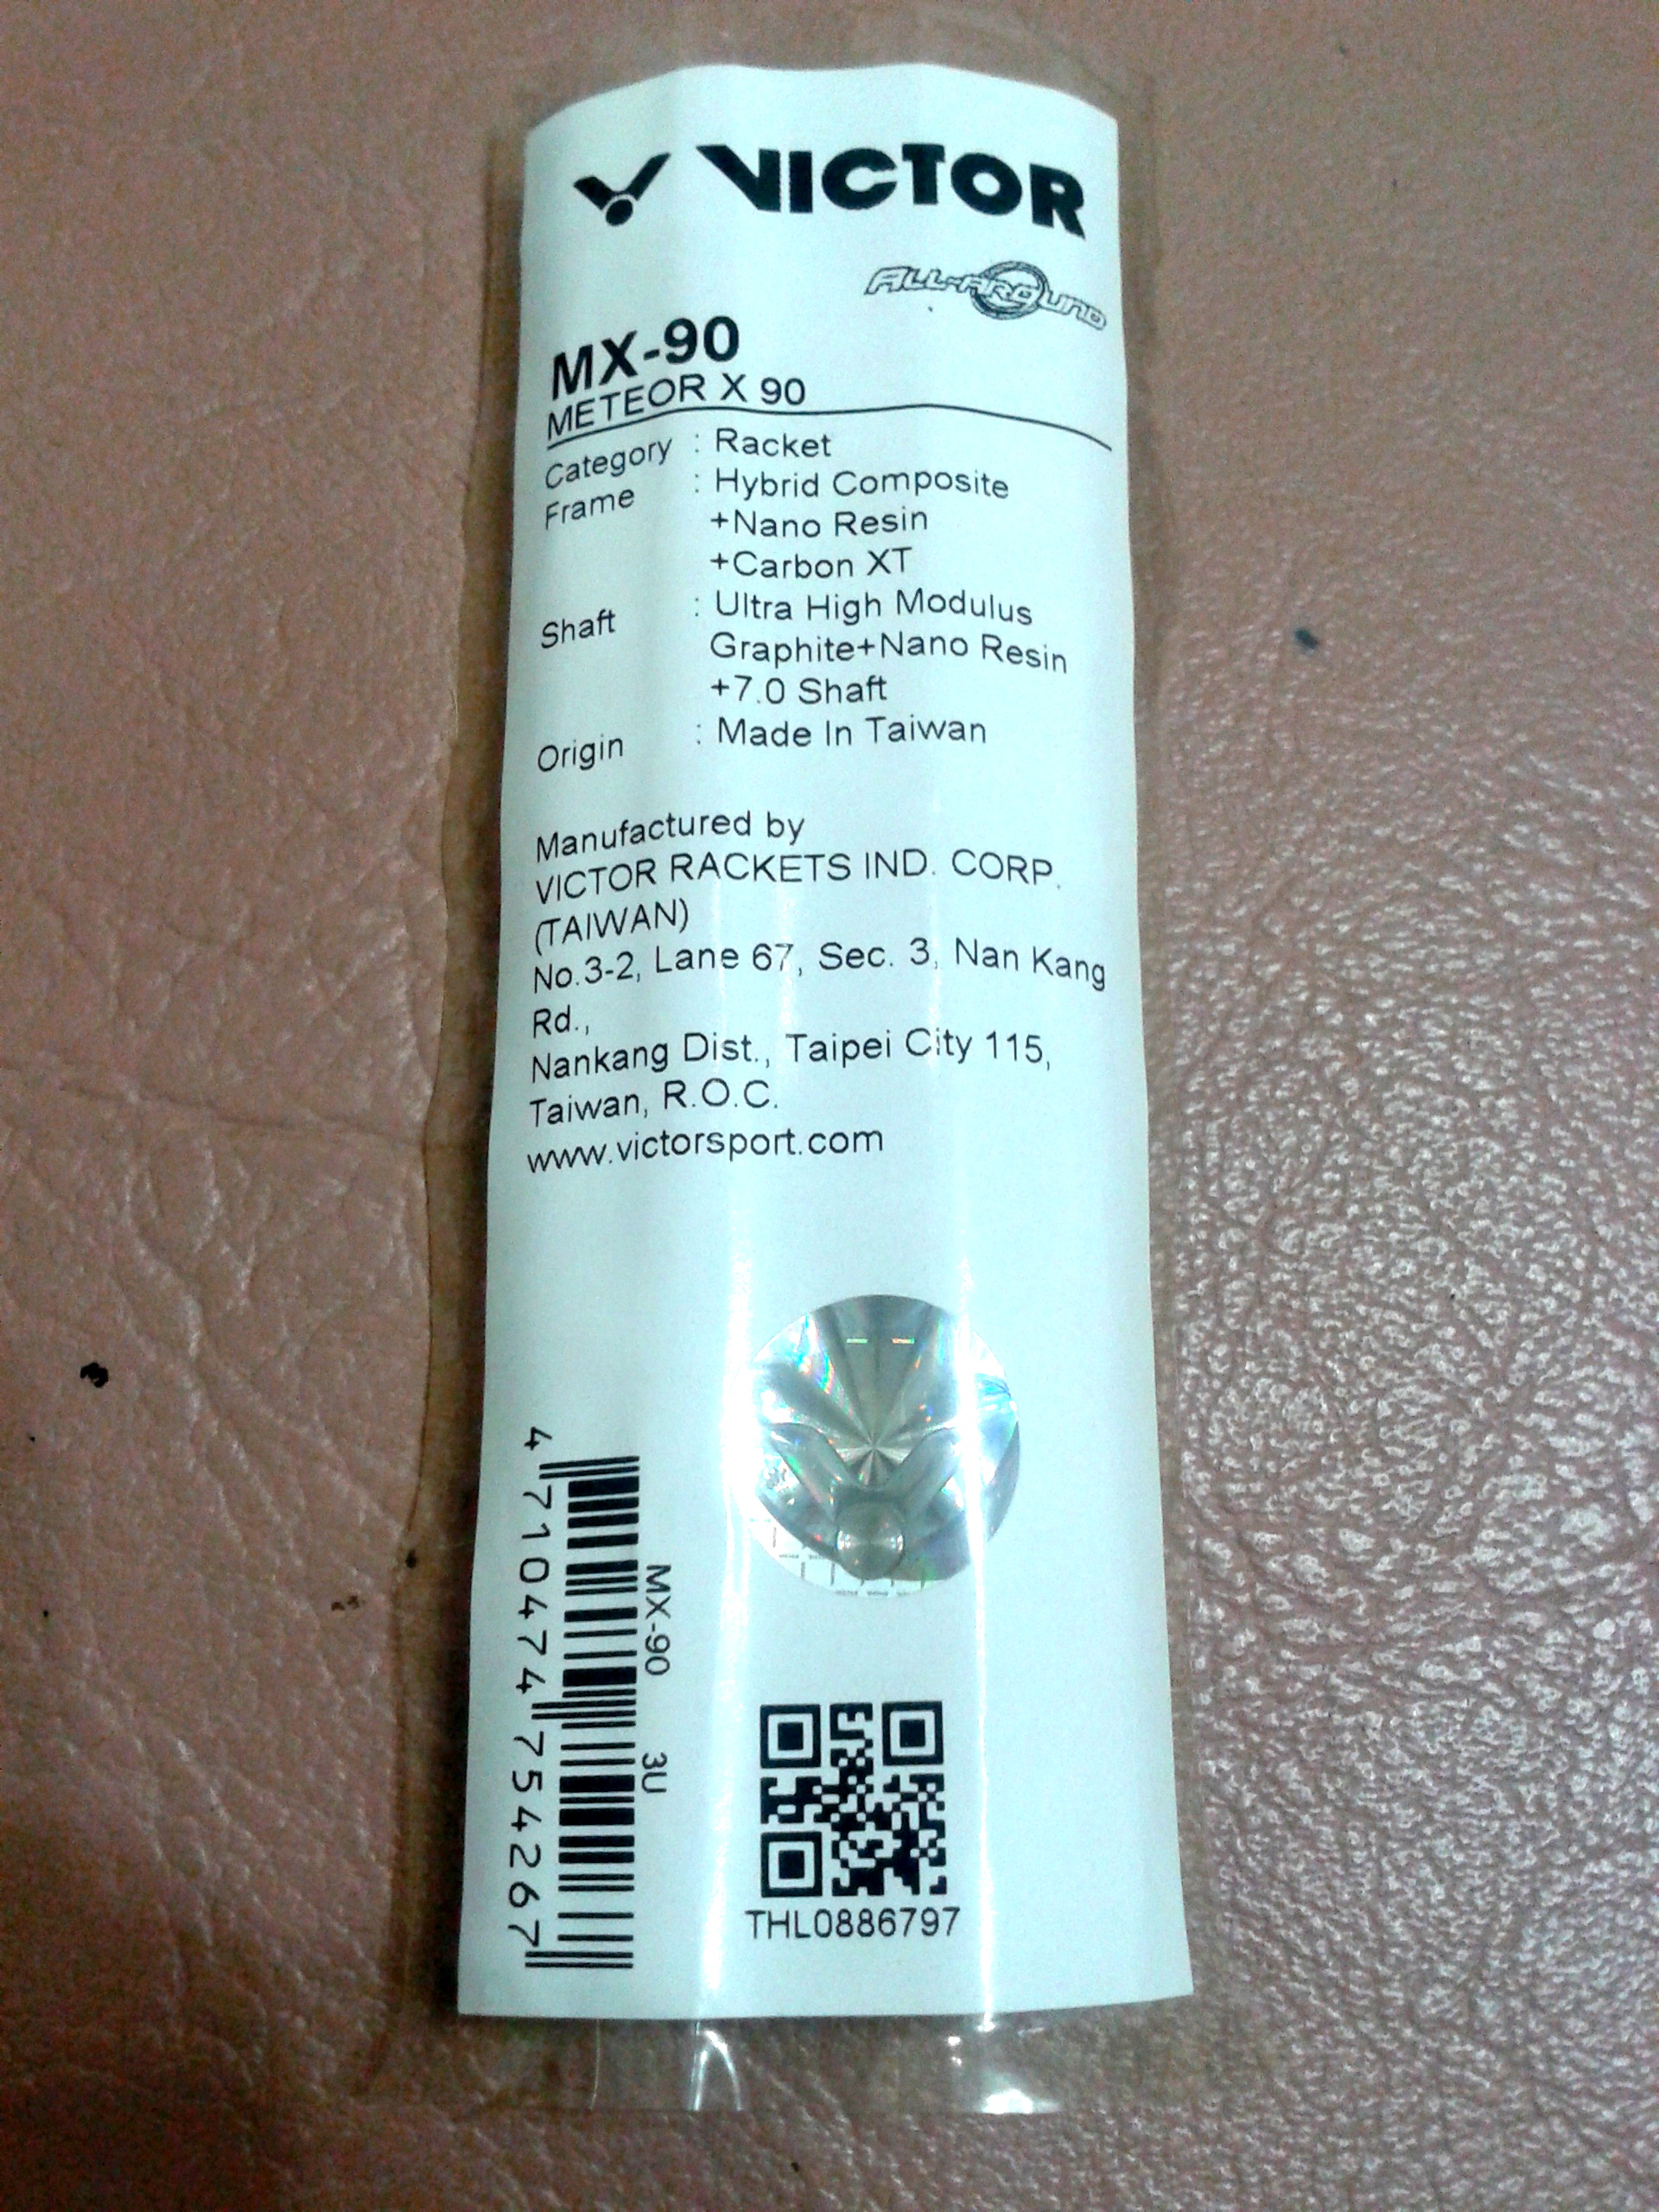 VICTOR
ALL-AROUND
MX-90
METEOR X 90
Category : Racket
Frame : Hybrid Composite
+Nano Resin
+Carbon XT
Shaft : Ultra High Modulus
Graphite+Nano Resin
+7.0 Shaft
Origin : Made In Taiwan
Manufactured by
VICTOR RACKETS IND. CORP.
(TAIWAN)
No.3-2, Lane 67, Sec. 3, Nan Kang
Rd.,
Nankang Dist., Taipei City 115,
Taiwan, R.O.C.
www.victorsport.com
MX-90 3U
4 710474 754267
THL0886797